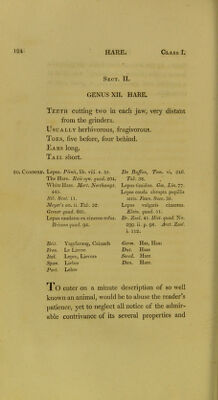 124 HARE. CLASS I.
SECT. II.
GENUS XII. HARE.
TEETH cutting two in each jaw, very distant
from the grinders.
USUALLY herbivorous, frugivorous.
TOES, five before, four behind.
EARS long.
TAIL short.
20. COMMON. Lepus. Plinii, lib. viii. c. 55.
The Hare. Raii syn. quad. 204.
White Hare. Mort. Northampt.
445.
Sib. Scot. 11.
Meyer's an. ii. Tab. 32.
Gesner quad. 605.
Lepus caudatus ex cinereo rufus.
Brisson quad. 94.
De Buffon, Tom. vi. 246.
Tab. 38.
Lepus timidus. Gm. Lin. 77.
Lepus cauda abrupta pupillis
atris. Faun. Suec. 25.
Lepus vulgaris cinereus.
Klein. quad. 51.
Br. Zool. 41. Hist. quad. No.
ii. p. 98. Arct. Zool.
i.
Brit. Ysgyfarnog, Ceinach
Fren. Le Lievre
Ital. Lepre, Lievora
Span. Liebre
Port. Lebre
Germ. Has, Haas
Dut. Haas
Swed. Hare
Dan. Hare
TO enter on a minute description of so well
known an animal, would be to abuse the reader's
patience, yet to neglect all notice of the admir-
able contrivance of its several properties and